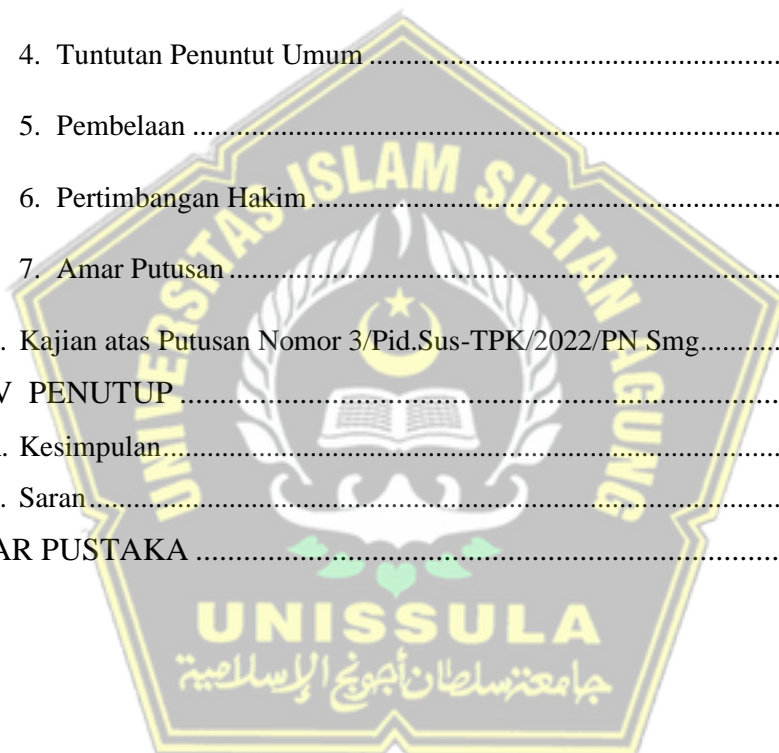 4. Tuntutan Penuntut Umum ..........
5. Pembelaan ..........
6. Pertimbangan Hakim ..........
7. Amar Putusan ..........
. Kajian atas Putusan Nomor 3/Pid.Sus-TPK/2022/PN Smg ..........
V PENUTUP ..........
. Kesimpulan ..........
. Saran ..........
AR PUSTAKA ..........
UNIVERSITAS ISLAM SULTAN AGUNG
UNISSULA
جامعة سلطان أجونج الإسلامية